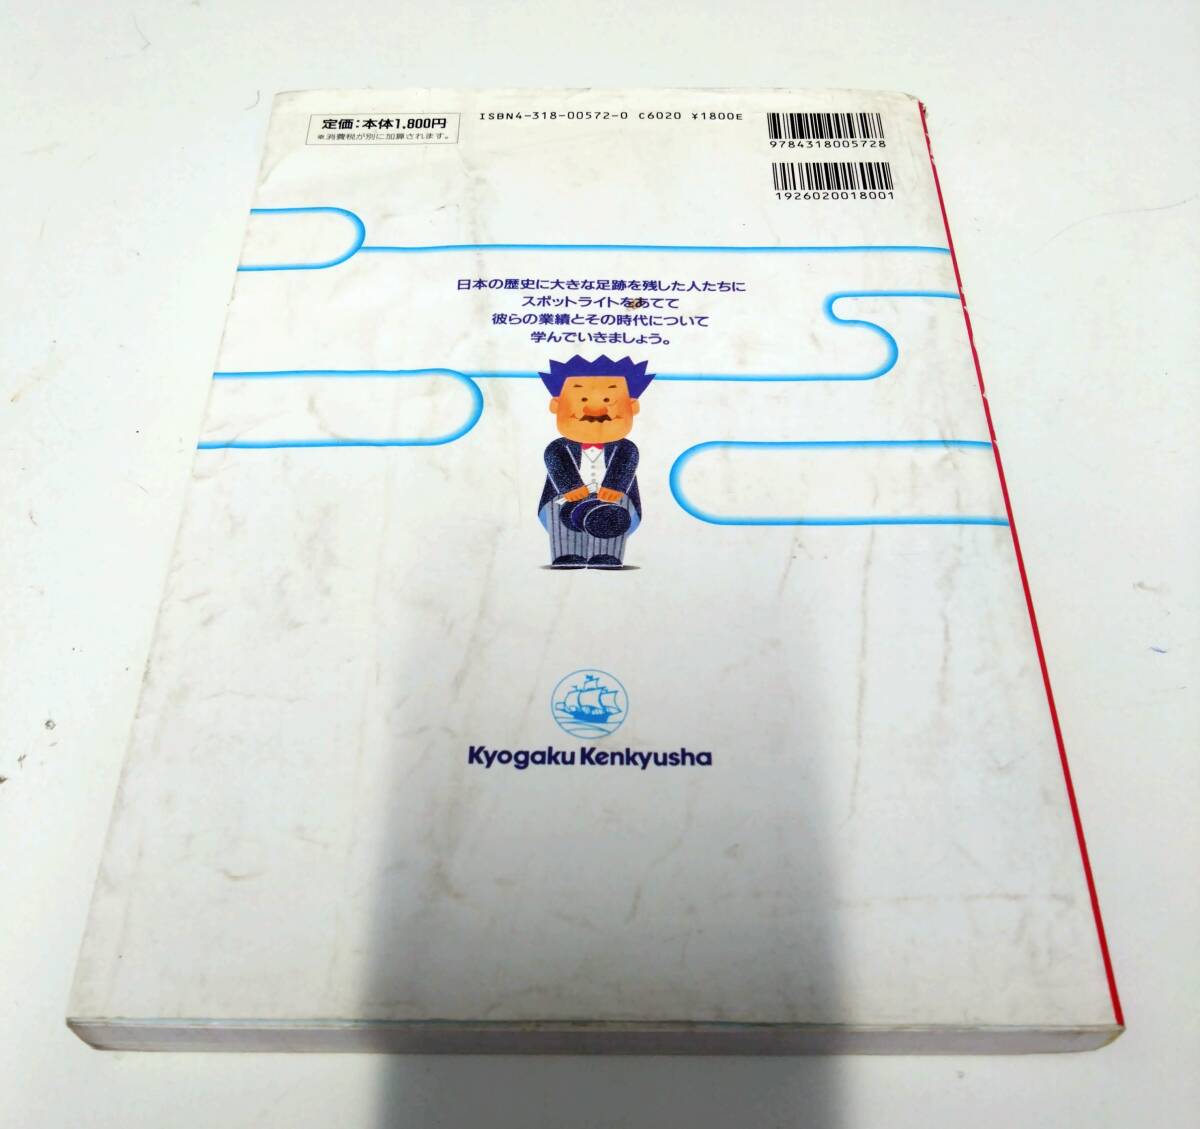 定価:本体1,800円
※消費税が別に加算されます。
ISBN4-318-00572-0 C6020 ¥1800E
9784318005728
1926020018001
日本の歴史に大きな足跡を残した人たちに
スポットライトをあてて
彼らの業績とその時代について
学んでいきましょう。
Kyogaku Kenkyusha